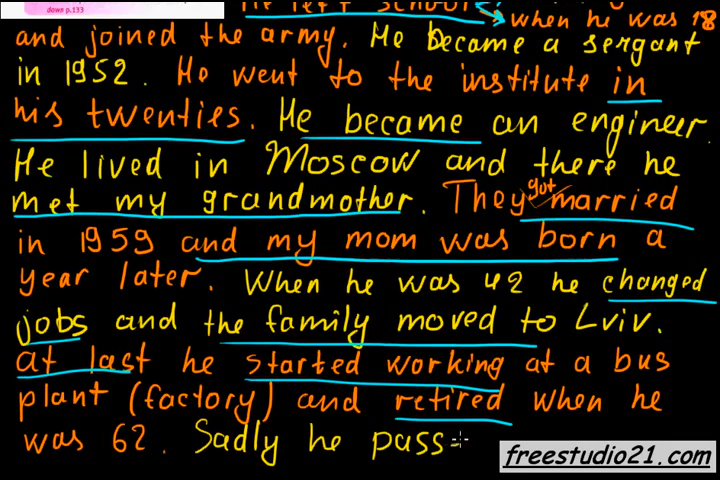 down p.133
He left school when he was 18
and joined the army. He became a sergant
in 1952. He went to the institute in
his twenties. He became an engineer.
He lived in Moscow and there he
met my grandmother. They got married
in 1959 and my mom was born a
year later. When he was 42 he changed
jobs and the family moved to Lviv.
at last he started working at a bus
plant (factory) and retired when he
was 62. Sadly he pass
freestudio21.com